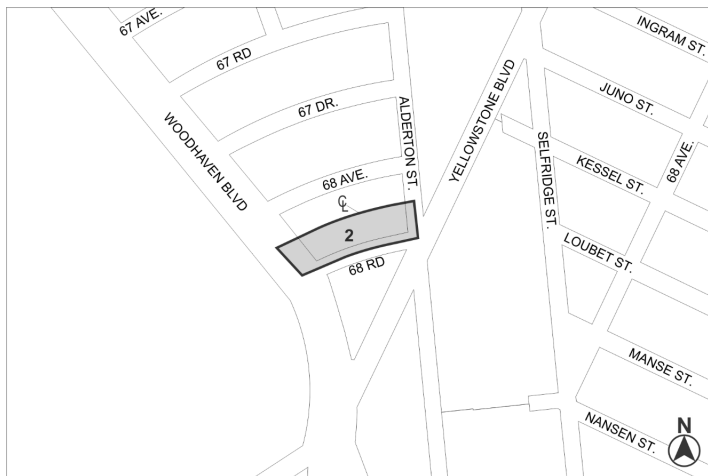 67 AVE.
INGRAM ST.
67 RD
JUNO ST.
67 DR.
ALDERTON ST.
YELLOWSTONE BLVD
WOODHAVEN BLVD
SELFRIDGE ST.
KESSEL ST.
68 AVE.
68 AVE.
CL
2
LOUBET ST.
68 RD
MANSE ST.
NANSEN ST.
N